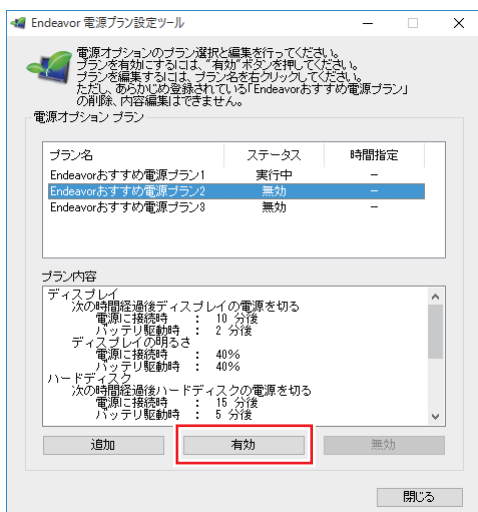 Endeavor 電源プラン設定ツール
電源オプションのプラン選択と編集を行ってください。
プランを有効にするには、"有効"ボタンを押してください。
プランを編集するには、プラン名を右クリックしてください。
ただし、あらかじめ登録されている「Endeavorおすすめ電源プラン」
の削除、内容編集はできません。
電源オプション プラン
プラン名 ステータス 時間指定
Endeavorおすすめ電源プラン1 実行中 －
Endeavorおすすめ電源プラン2 無効 －
Endeavorおすすめ電源プラン3 無効 －
プラン内容
ディスプレイ
次の時間経過後ディスプレイの電源を切る
電源に接続時 : 10 分後
バッテリ駆動時 : 2 分後
ディスプレイの明るさ
電源に接続時 : 40%
バッテリ駆動時 : 40%
ハードディスク
次の時間経過後ハードディスクの電源を切る
電源に接続時 : 15 分後
バッテリ駆動時 : 5 分後
追加 有効 無効
閉じる